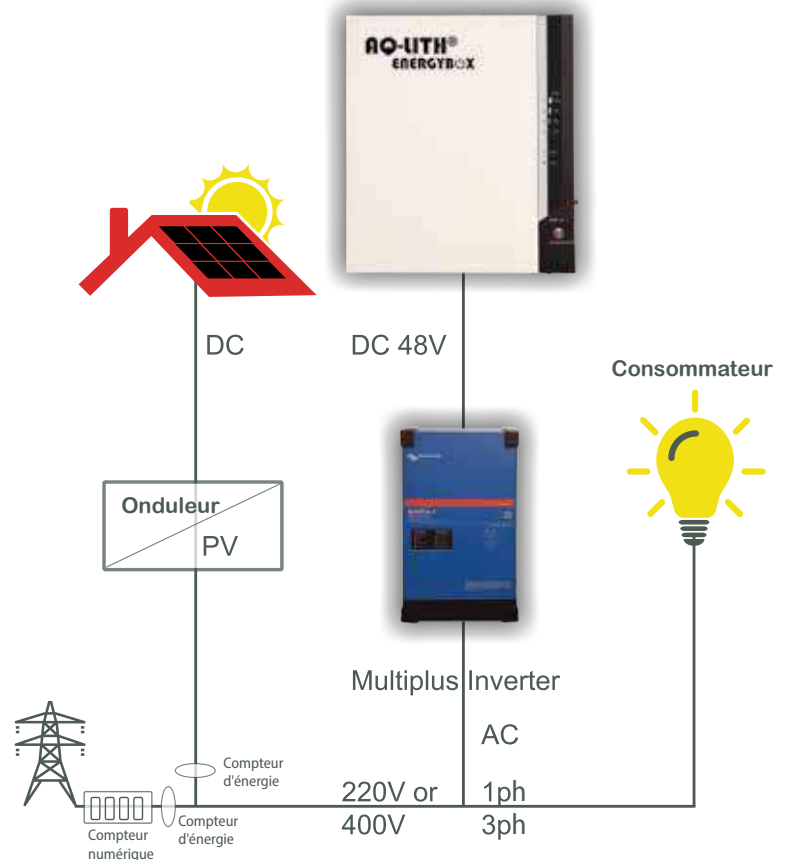 AQ-LITH®
ENERGYBOX
DC
DC 48V
Consommateur
Onduleur
PV
Multiplus Inverter
AC
Compteur
d'énergie
220V or 1ph
400V 3ph
Compteur
d'énergie
Compteur
numérique